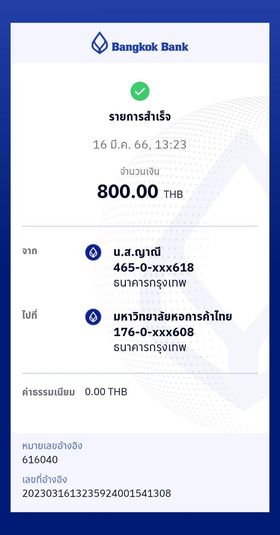 Bangkok Bank
รายการสำเร็จ
16 มี.ค. 66, 13:23
จำนวนเงิน
800.00 THB
จาก
น.ส.ญาณี
465-0-xxx618
ธนาคารกรุงเทพ
ไปที่
มหาวิทยาลัยหอการค้าไทย
176-0-xxx608
ธนาคารกรุงเทพ
ค่าธรรมเนียม 0.00 THB
หมายเลขอ้างอิง
616040
เลขที่อ้างอิง
2023031613235924001541308